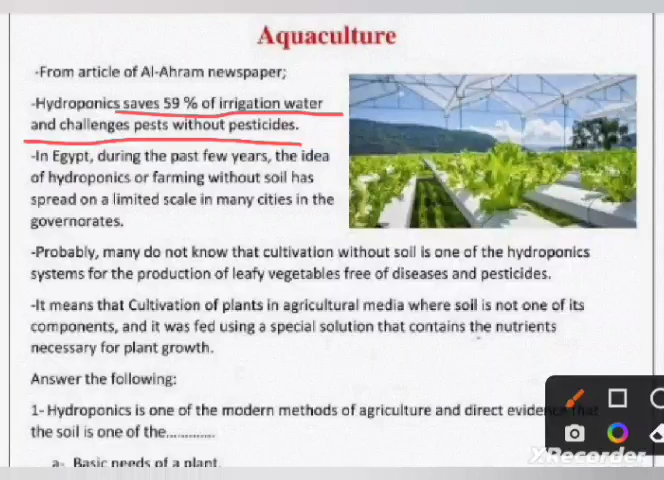 Aquaculture
-From article of Al-Ahram newspaper;
-Hydroponics saves 59 % of irrigation water
and challenges pests without pesticides.
-In Egypt, during the past few years, the idea
of hydroponics or farming without soil has
spread on a limited scale in many cities in the
governorates.
-Probably, many do not know that cultivation without soil is one of the hydroponics
systems for the production of leafy vegetables free of diseases and pesticides.
-It means that Cultivation of plants in agricultural media where soil is not one of its
components, and it was fed using a special solution that contains the nutrients
necessary for plant growth.
Answer the following:
1- Hydroponics is one of the modern methods of agriculture and direct evidence that
the soil is one of the.............
a- Basic needs of a plant.
XRecorder